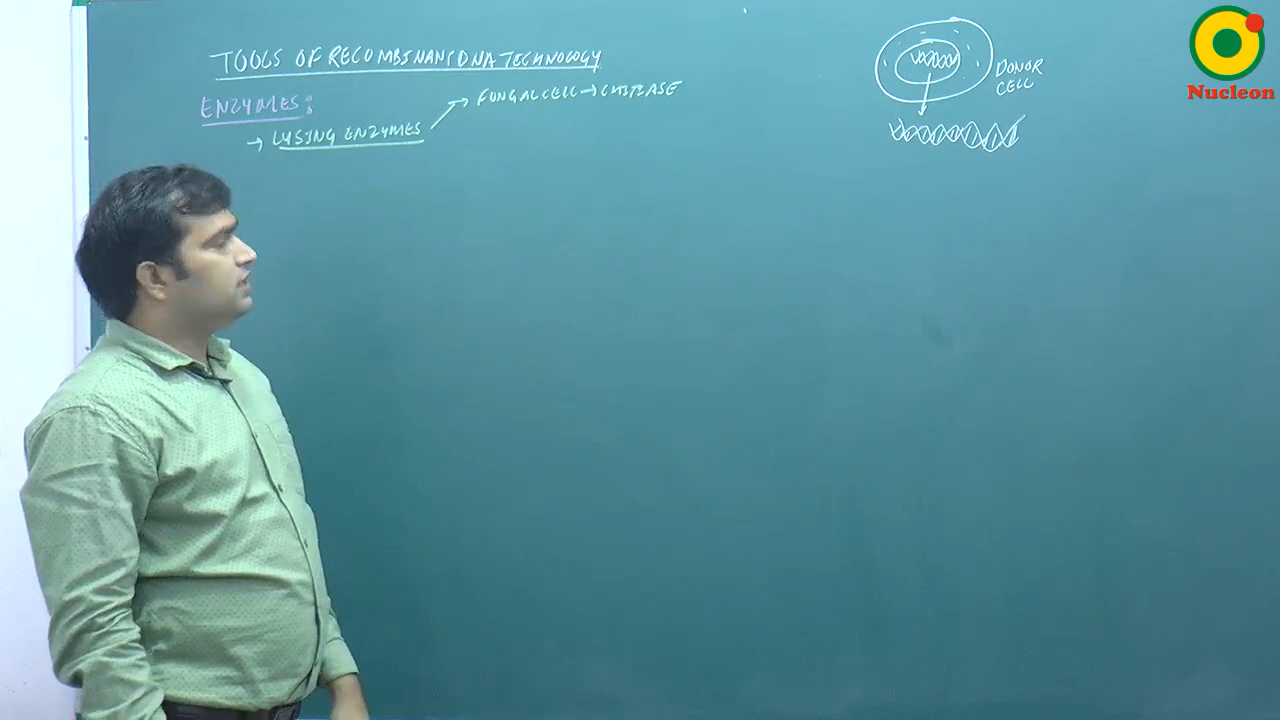 TOOLS OF RECOMBINANT DNA TECHNOLOGY
ENZYMES:
→ LYSING ENZYMES
→ FUNGAL CELL → CHITINASE
DONOR
CELL
Nucleon